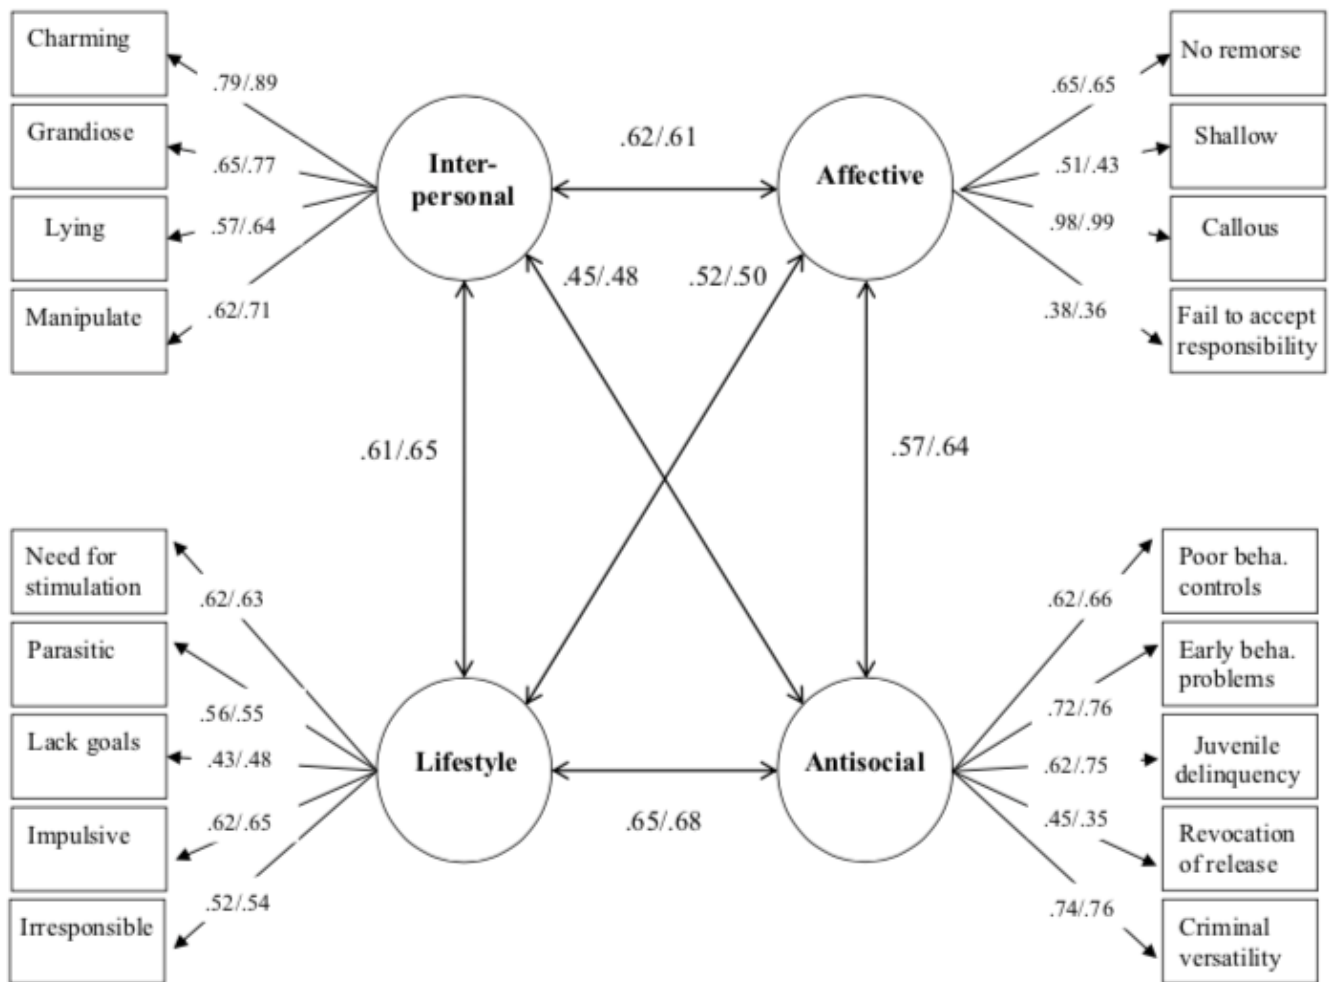 Charming
.79/.89
Grandiose
.65/.77
Lying
.57/.64
Manipulate
.62/.71
Inter-
personal
.62/.61
Affective
No remorse
.65/.65
Shallow
.51/.43
Callous
.98/.99
Fail to accept
responsibility
.38/.36
.45/.48
.52/.50
.61/.65
.57/.64
Need for
stimulation
.62/.63
Parasitic
.56/.55
Lack goals
.43/.48
Impulsive
.62/.65
Irresponsible
.52/.54
Lifestyle
.65/.68
Antisocial
Poor beha.
controls
.62/.66
Early beha.
problems
.72/.76
Juvenile
delinquency
.62/.75
Revocation
of release
.45/.35
Criminal
versatility
.74/.76